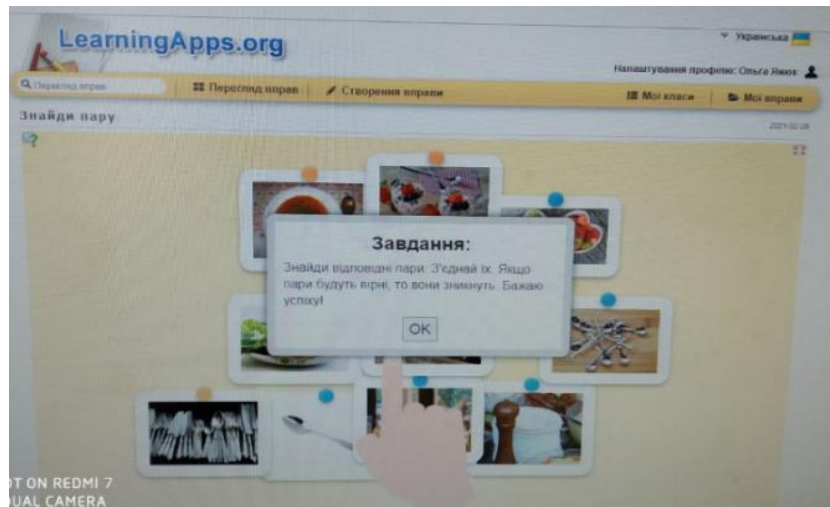 LearningApps.org
Українська
Налаштування профілю: Ольга Янюк
Перегляд вправ
Перегляд вправ
Створення вправи
Мої класи
Мої вправи
Знайди пару
2021-02-26
Завдання:
Знайди відповідні пари. З'єднай їх. Якщо
пари будуть вірні, то вони зникнуть. Бажаю
успіху!
OK
OT ON REDMI 7
UAL CAMERA